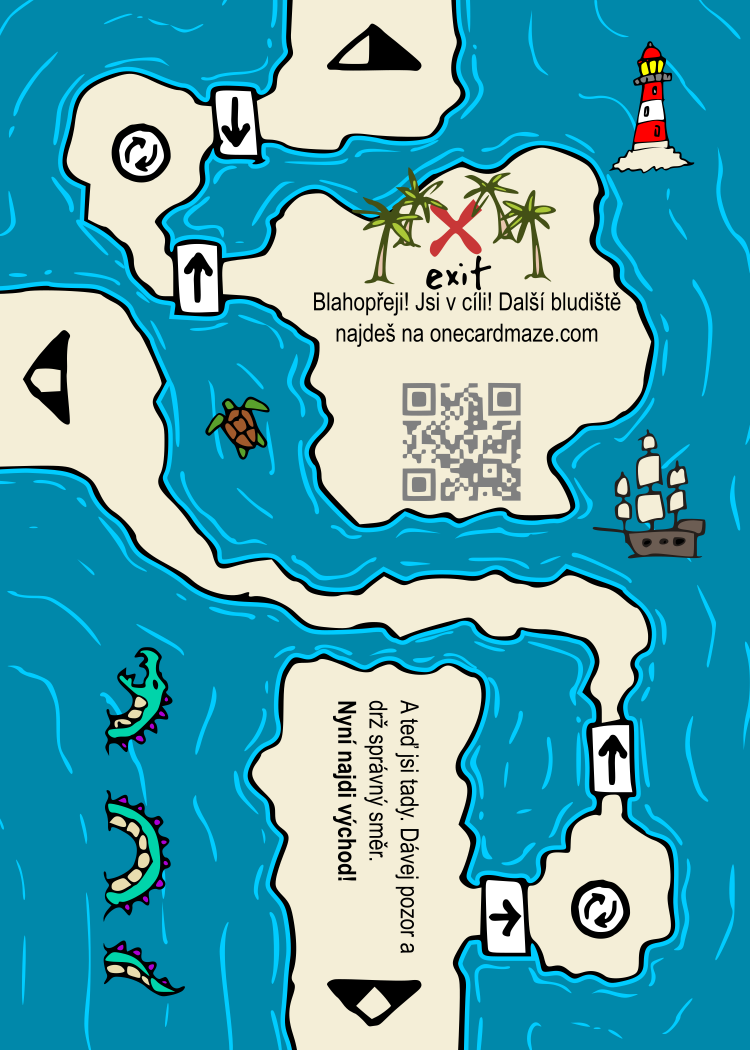 exit
Blahopřeji! Jsi v cíli! Další bludiště
najdeš na onecardmaze.com
A teď jsi tady. Dávej pozor a
drž správný směr.
Nyní najdi východ!